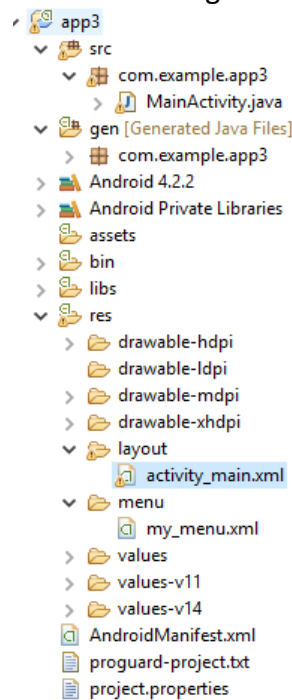 app3
src
com.example.app3
MainActivity.java
gen [Generated Java Files]
com.example.app3
Android 4.2.2
Android Private Libraries
assets
bin
libs
res
drawable-hdpi
drawable-ldpi
drawable-mdpi
drawable-xhdpi
layout
activity_main.xml
menu
my_menu.xml
values
values-v11
values-v14
AndroidManifest.xml
proguard-project.txt
project.properties